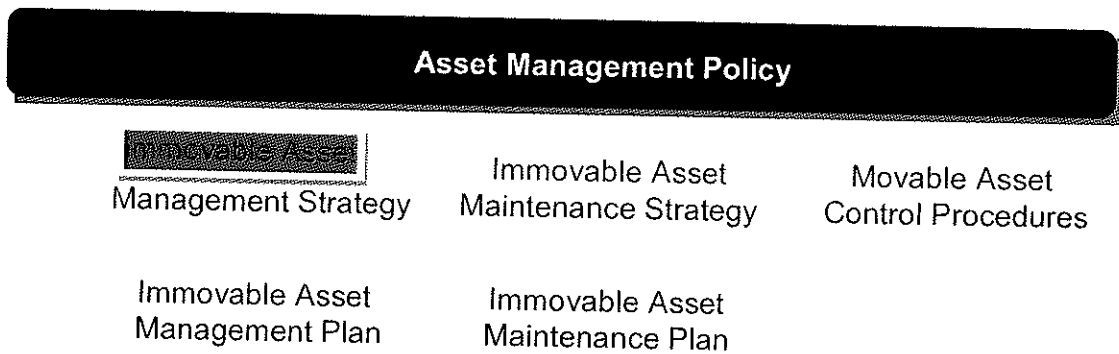 Asset Management Policy
Immovable Asset
Management Strategy
Immovable Asset
Maintenance Strategy
Movable Asset
Control Procedures
Immovable Asset
Management Plan
Immovable Asset
Maintenance Plan